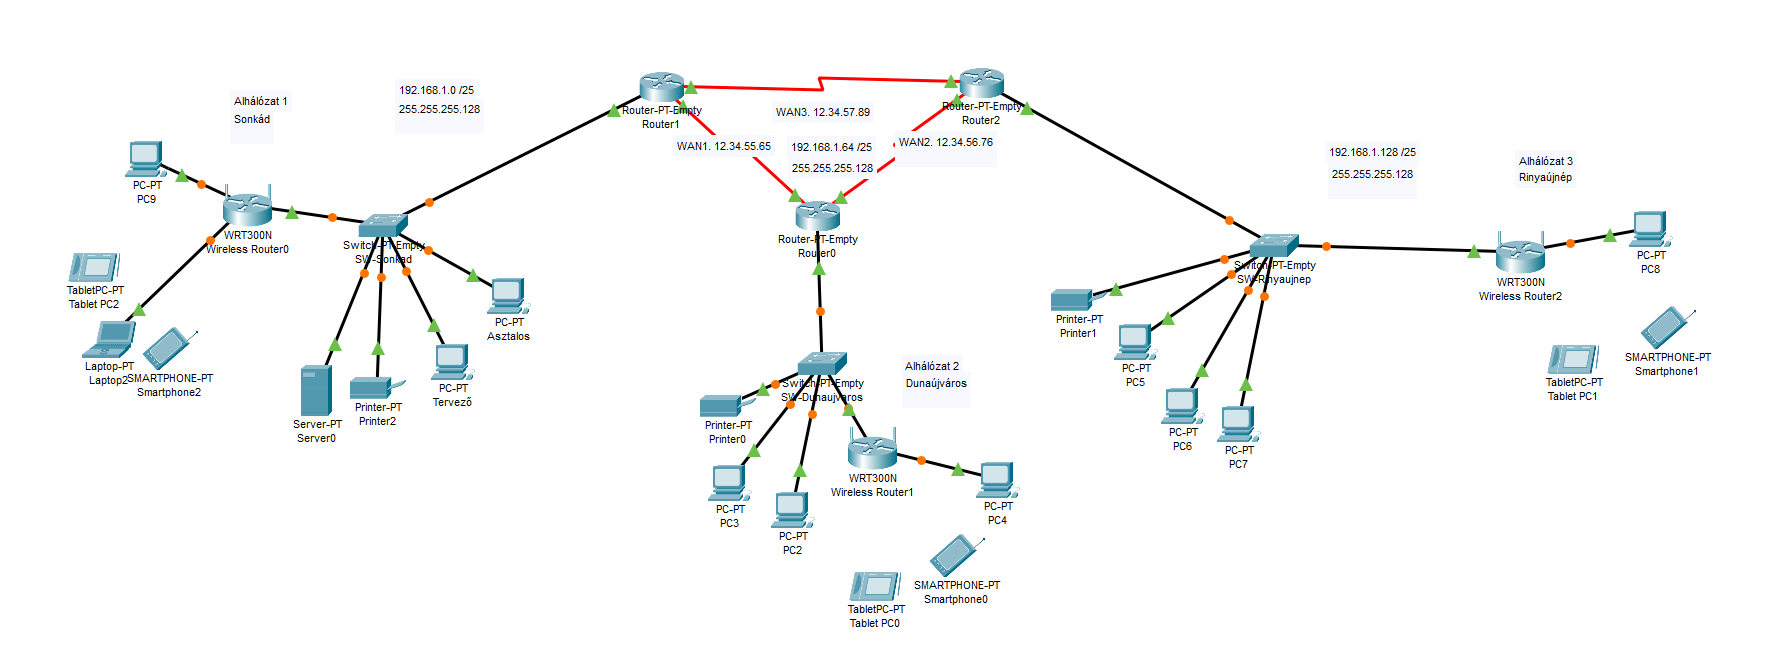 Alhálózat 1
Sonkád
192.168.1.0 /25
255.255.255.128
Router-PT-Empty
Router1
Router-PT-Empty
Router2
WAN3. 12.34.57.89
WAN1. 12.34.55.65
192.168.1.64 /25
255.255.255.128
WAN2. 12.34.56.76
192.168.1.128 /25
255.255.255.128
Alhálózat 3
Rinyaújnép
PC-PT
PC9
WRT300N
Wireless Router0
Switch-PT-Empty
SW-Sonkad
Router-PT-Empty
Router0
Switch-PT-Empty
SW-Rinyaujnep
WRT300N
Wireless Router2
PC-PT
PC8
TabletPC-PT
Tablet PC2
Laptop-PT
Laptop2
SMARTPHONE-PT
Smartphone2
PC-PT
Asztalos
Server-PT
Server0
Printer-PT
Printer2
PC-PT
Tervező
Printer-PT
Printer1
PC-PT
PC5
PC-PT
PC6
PC-PT
PC7
TabletPC-PT
Tablet PC1
SMARTPHONE-PT
Smartphone1
Switch-PT-Empty
SW-Dunaujvaros
Alhálózat 2
Dunaújváros
Printer-PT
Printer0
PC-PT
PC3
PC-PT
PC2
WRT300N
Wireless Router1
PC-PT
PC4
SMARTPHONE-PT
Smartphone0
TabletPC-PT
Tablet PC0